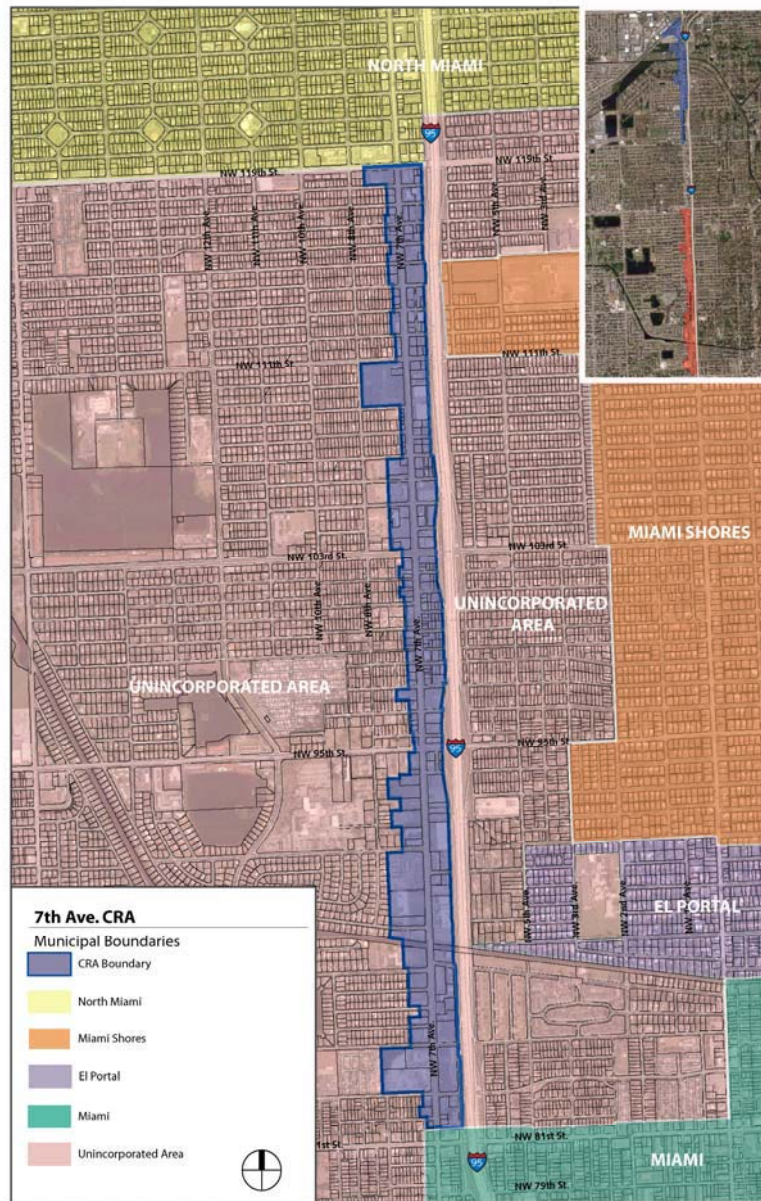 NORTH MIAMI
95
95
95
NW 119th St.
NW 119th St.
NW 12th Ave.
NW 11th Ave.
NW 10th Ave.
NW 8th Ave.
NW 7th Ave.
NW 5th Ave.
NW 3rd Ave.
NW 111th St.
NW 111th St.
MIAMI SHORES
NW 103rd St.
NW 103rd St.
NW 10th Ave
NW 8th Ave.
NW 7th Ave.
UNINCORPORATED
AREA
UNINCORPORATED AREA
NW 95th St.
95
NW 95th St
NW 5th Ave.
NW 3rd Ave.
NW 2nd Ave.
EL PORTAL
7th Ave. CRA
Municipal Boundaries
CRA Boundary
North Miami
Miami Shores
El Portal
Miami
Unincorporated Area
NW 7th Ave.
1st St.
NW 81st St.
95
MIAMI
NW 79th St.